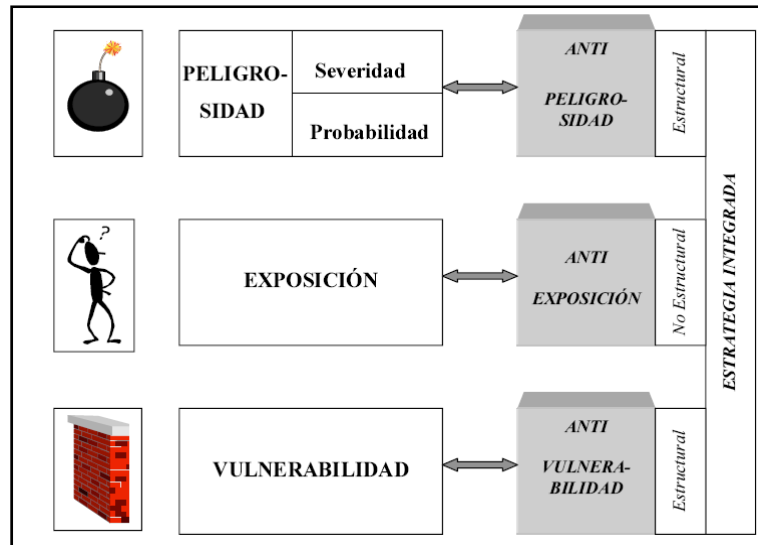 PELIGRO-
SIDAD
Severidad
Probabilidad
ANTI
PELIGRO-
SIDAD
Estructural
?
EXPOSICIÓN
ANTI
EXPOSICIÓN
No Estructural
VULNERABILIDAD
ANTI
VULNERA-
BILIDAD
Estructural
ESTRATEGIA INTEGRADA